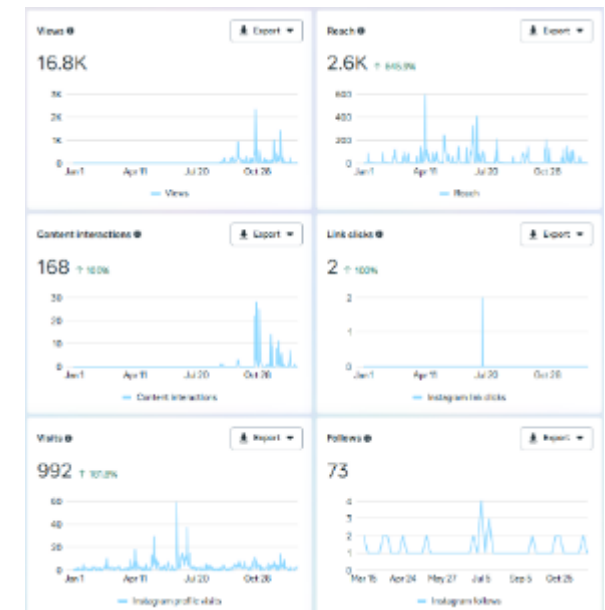 Views
Export
16.8K
3K
2K
1K
0
Jan 1 Apr 11 Jul 20 Oct 28
Views
Reach
Export
2.6K
600
400
200
0
Jan 1 Apr 11 Jul 20 Oct 28
Reach
Content interactions
Export
168 ↑ 100%
30
20
10
0
Jan 1 Apr 11 Jul 20 Oct 28
Content interactions
Link clicks
Export
2 ↑ 100%
2
1
0
Jan 1 Apr 11 Jul 20 Oct 28
Instagram link clicks
Visits
Export
992
60
40
20
0
Jan 1 Apr 11 Jul 20 Oct 28
Instagram profile visits
Follows
Export
73
4
3
2
1
0
Apr 24 May 27 Jul 5 Sep 5 Oct 25
Instagram follows